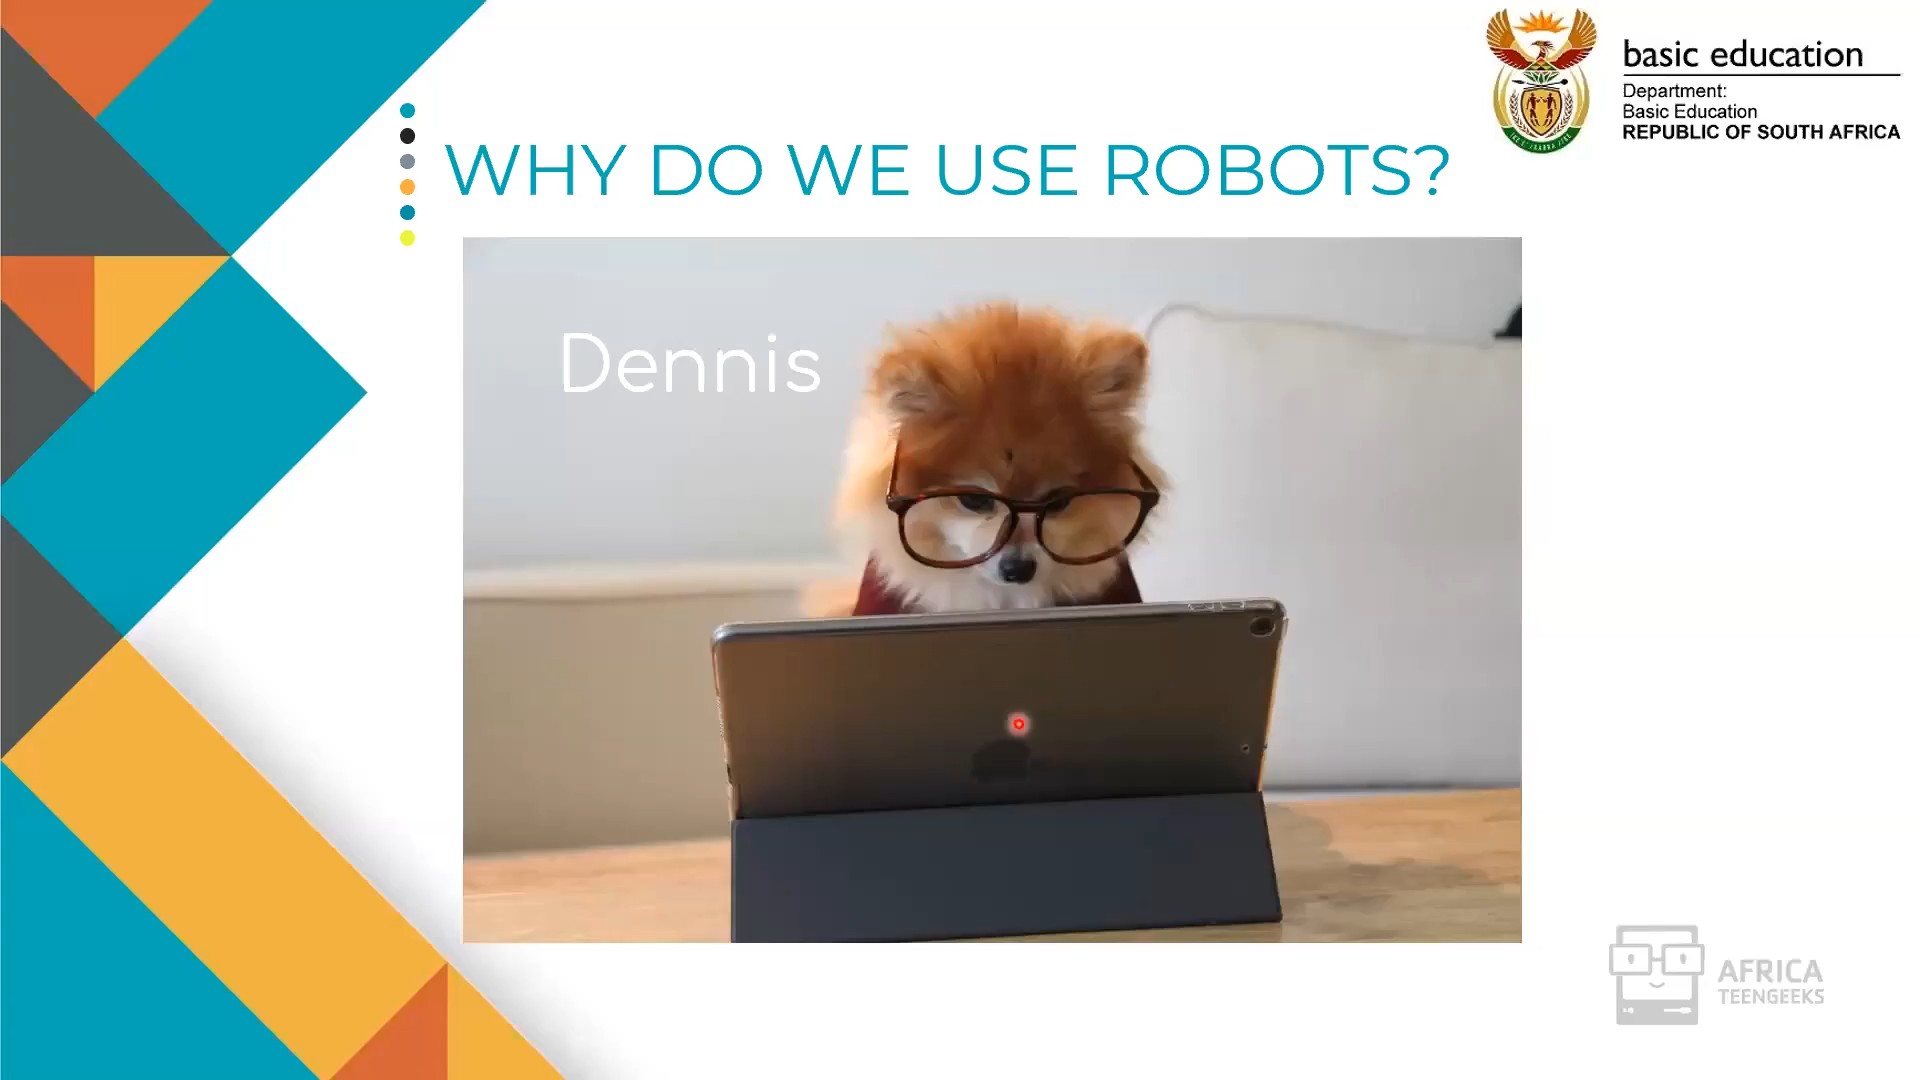 basic education
Department:
Basic Education
REPUBLIC OF SOUTH AFRICA
WHY DO WE USE ROBOTS?
Dennis
AFRICA
TEENGEEKS